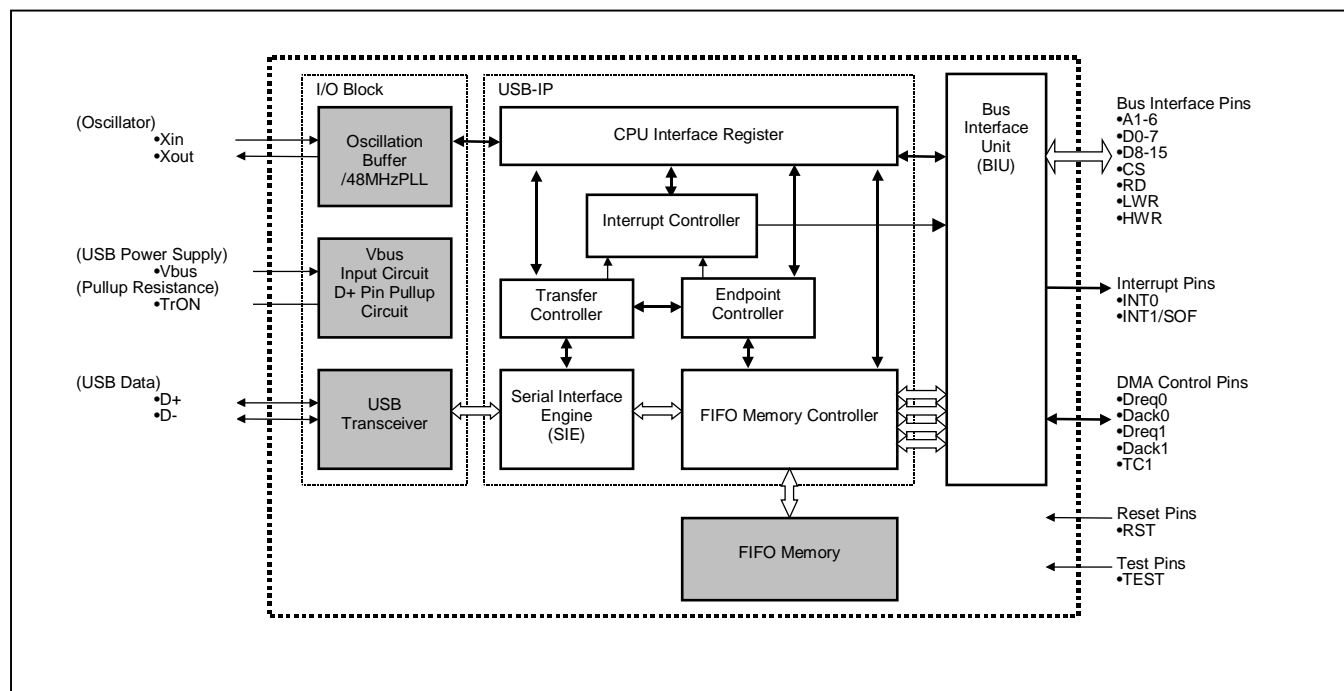 I/O Block
USB-IP
(Oscillator)
•Xin
•Xout
Oscillation
Buffer
/48MHzPLL
CPU Interface Register
Bus
Interface
Unit
(BIU)
Bus Interface Pins
•A1-6
•D0-7
•D8-15
•CS
•RD
•LWR
•HWR
Interrupt Controller
(USB Power Supply)
•Vbus
(Pullup Resistance)
•TrON
Vbus
Input Circuit
D+ Pin Pullup
Circuit
Transfer
Controller
Endpoint
Controller
Interrupt Pins
•INT0
•INT1/SOF
(USB Data)
•D+
•D-
USB
Transceiver
Serial Interface
Engine
(SIE)
FIFO Memory Controller
DMA Control Pins
•Dreq0
•Dack0
•Dreq1
•Dack1
•TC1
FIFO Memory
Reset Pins
•RST
Test Pins
•TEST